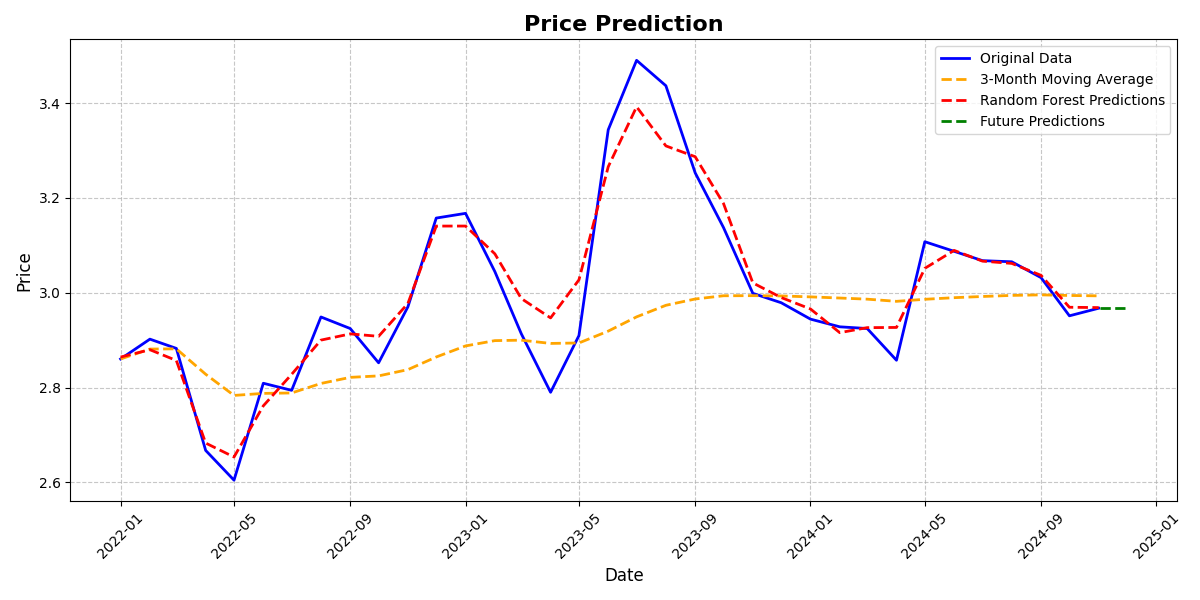 Price Prediction
Original Data
3-Month Moving Average
Random Forest Predictions
Future Predictions
Price
3.4
3.2
3.0
2.8
2.6
2022-01
2022-05
2022-09
2023-01
2023-05
2023-09
2024-01
2024-05
2024-09
2025-01
Date